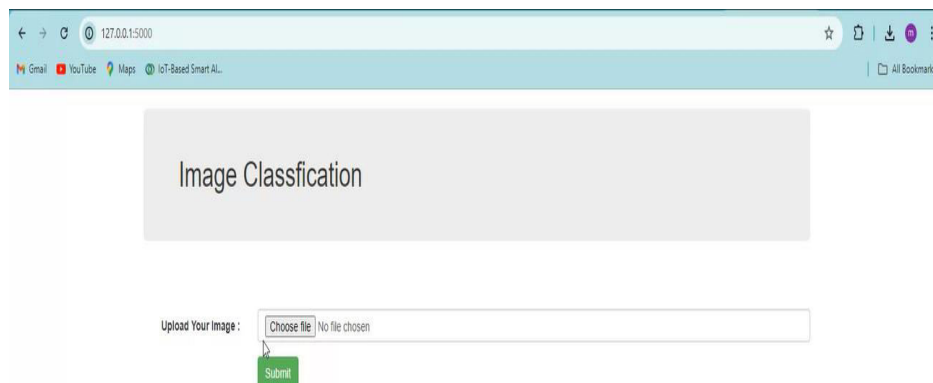 127.0.0.1:5000
Gmail YouTube Maps IoT-Based Smart Al... All Bookmark
Image Classfication
Upload Your Image : Choose file No file chosen
Submit